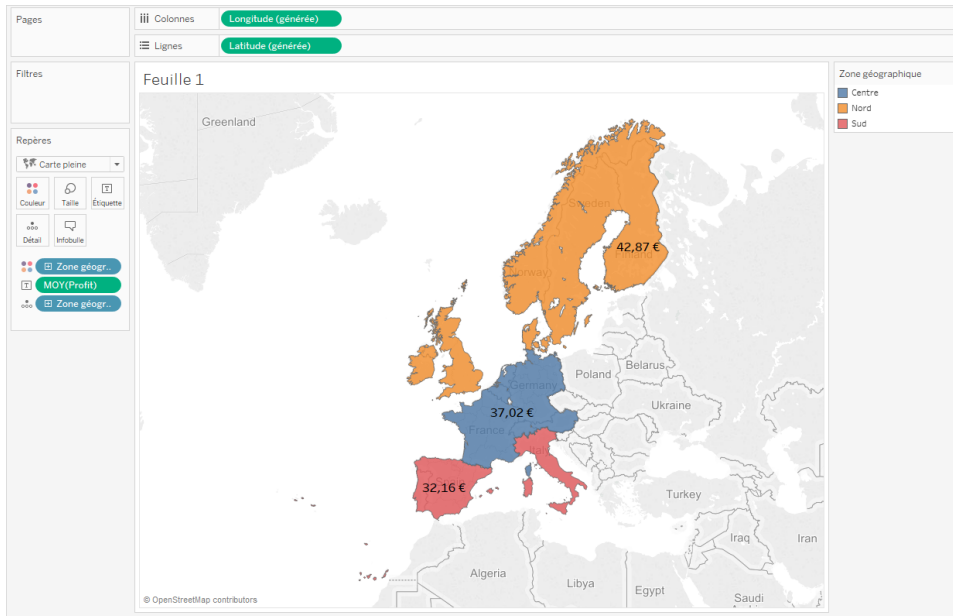 Pages
Colonnes
Longitude (générée)
Lignes
Latitude (générée)
Filtres
Repères
Carte pleine
Couleur
Taille
Étiquette
Détail
Infobulle
Zone géogr..
MOY(Profit)
Zone géogr..
Feuille 1
Greenland
Sweden
42,87 €
Finland
Norway
Belarus
Poland
Germany
Ukraine
37,02 €
France
Italy
32,16 €
Turkey
Iraq
Iran
Algeria
Libya
Egypt
Saudi
© OpenStreetMap contributors
Zone géographique
Centre
Nord
Sud